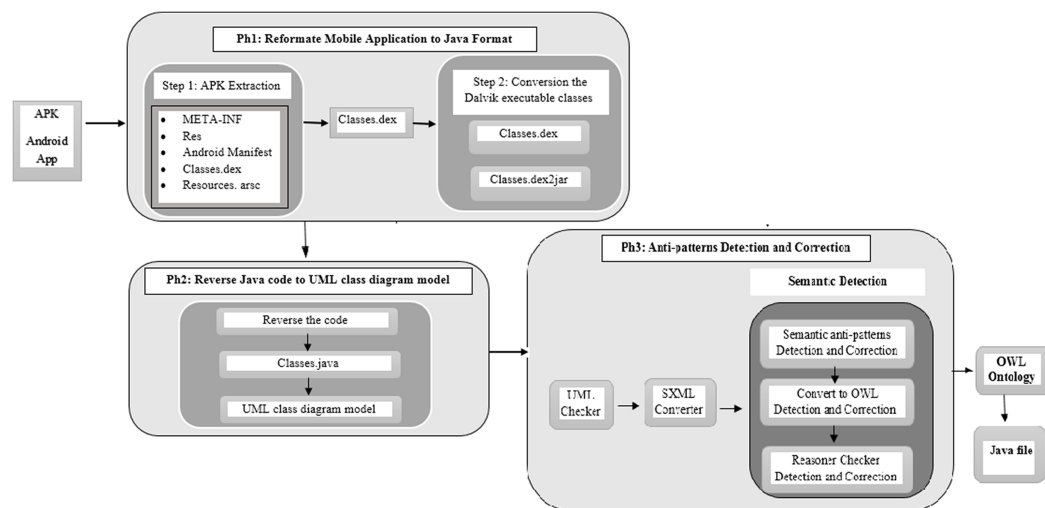 Ph1: Reformate Mobile Application to Java Format
APK
Android
App
Step 1: APK Extraction
• META-INF
• Res
• Android Manifest
• Classes.dex
• Resources. arsc
Classes.dex
Step 2: Conversion the
Dalvik executable classes
Classes.dex
Classes.dex2jar
Ph2: Reverse Java code to UML class diagram model
Reverse the code
Classes.java
UML class diagram model
Ph3: Anti-patterns Detection and Correction
UML
Checker
SXML
Converter
Semantic Detection
Semantic anti-patterns
Detection and Correction
Convert to OWL
Detection and Correction
Reasoner Checker
Detection and Correction
OWL
Ontology
Java file